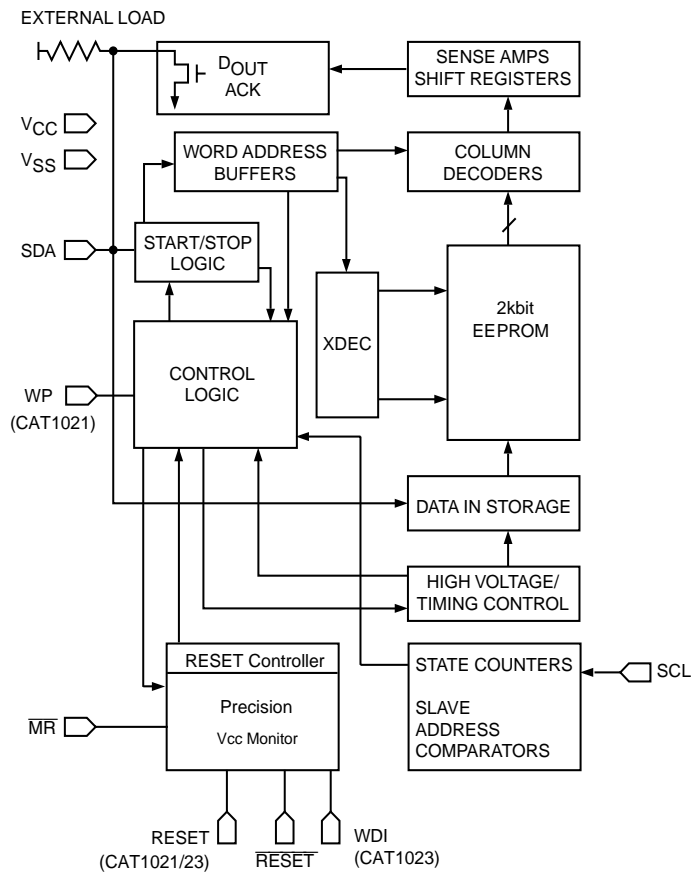 EXTERNAL LOAD
DOUT
ACK
SENSE AMPS
SHIFT REGISTERS
VCC
VSS
WORD ADDRESS
BUFFERS
COLUMN
DECODERS
SDA
START/STOP
LOGIC
2kbit
EEPROM
XDEC
CONTROL
LOGIC
WP
(CAT1021)
DATA IN STORAGE
HIGH VOLTAGE/
TIMING CONTROL
RESET Controller
STATE COUNTERS
SCL
Precision
Vcc Monitor
SLAVE
ADDRESS
COMPARATORS
MR
RESET
(CAT1021/23)
RESET
WDI
(CAT1023)